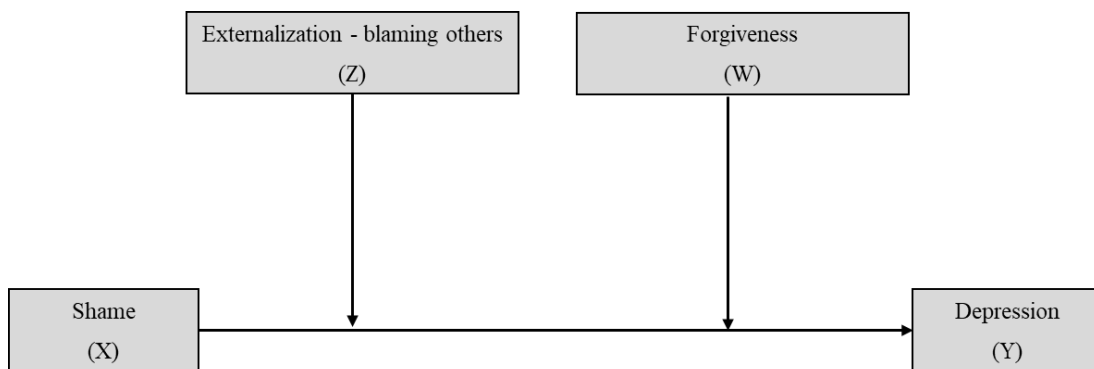 Externalization - blaming others
(Z)
Forgiveness
(W)
Shame
(X)
Depression
(Y)